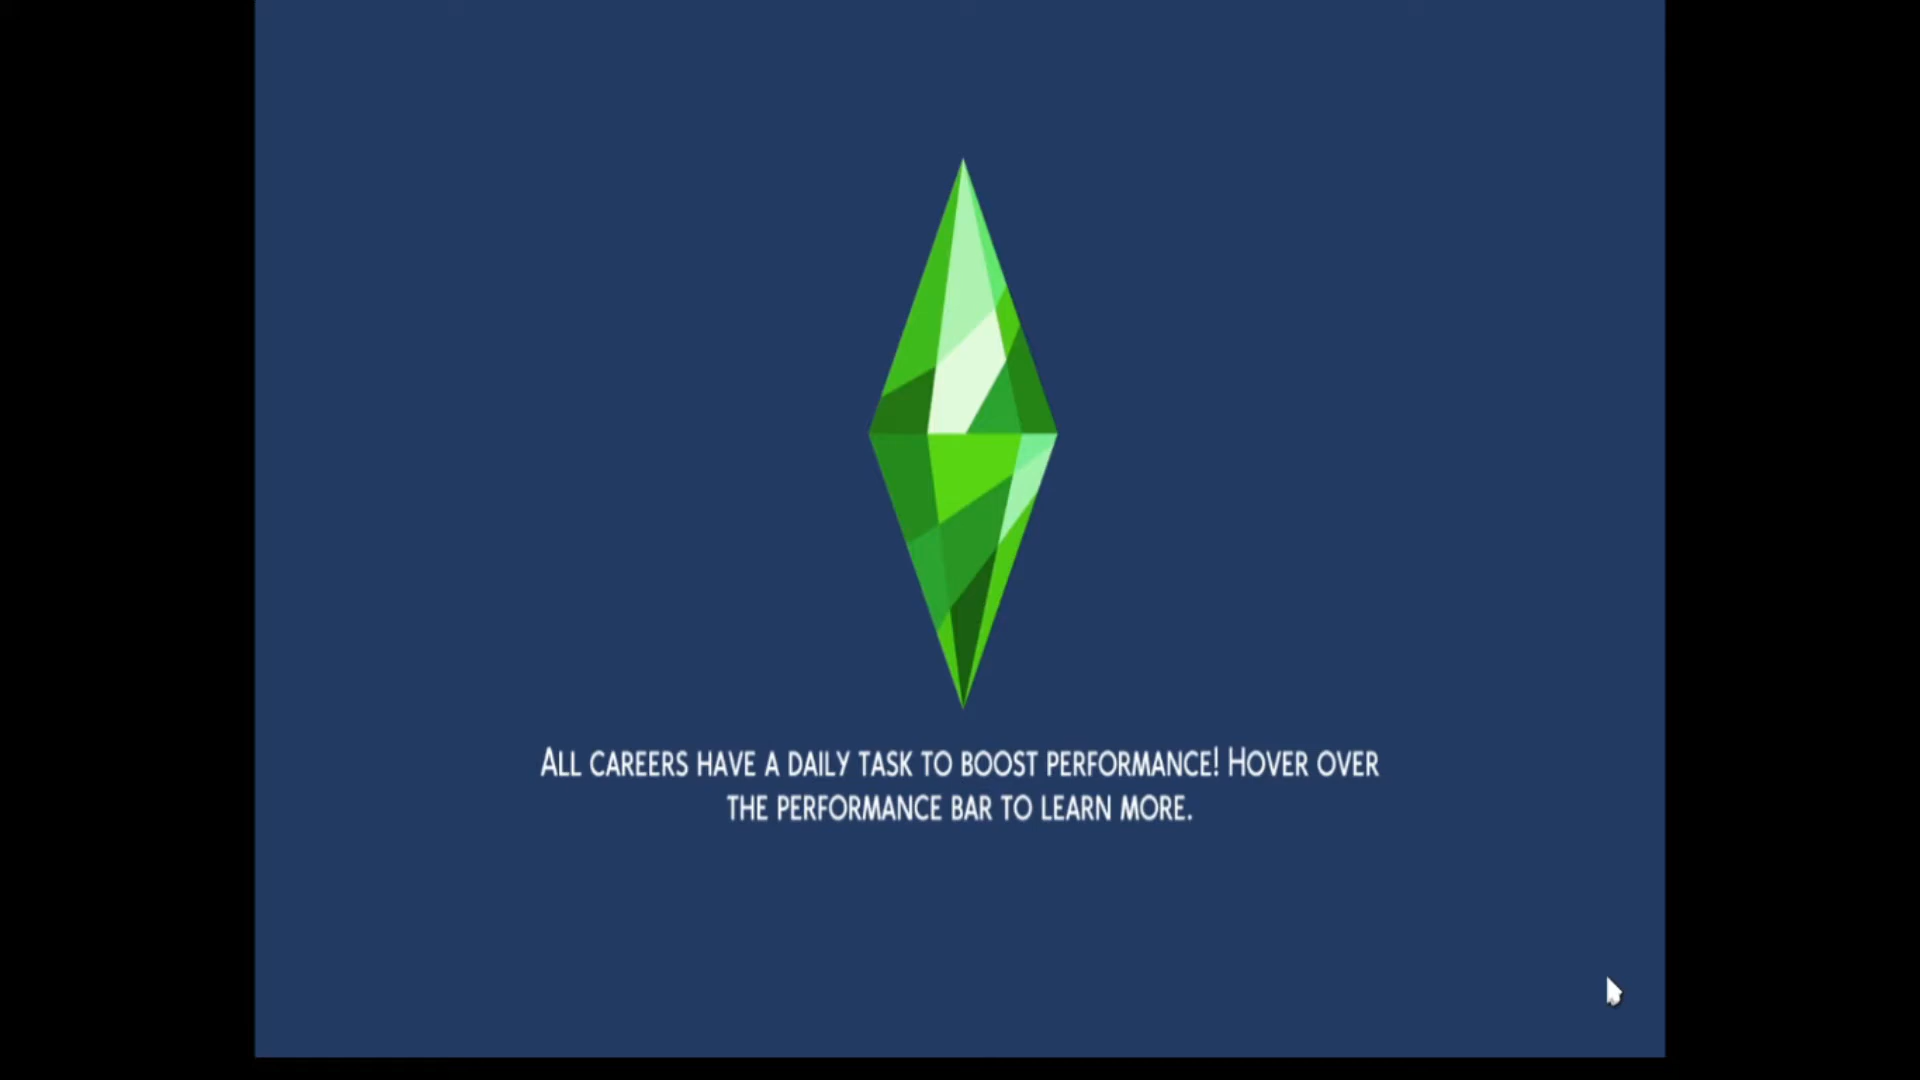 All careers have a daily task to boost performance! Hover over
the performance bar to learn more.